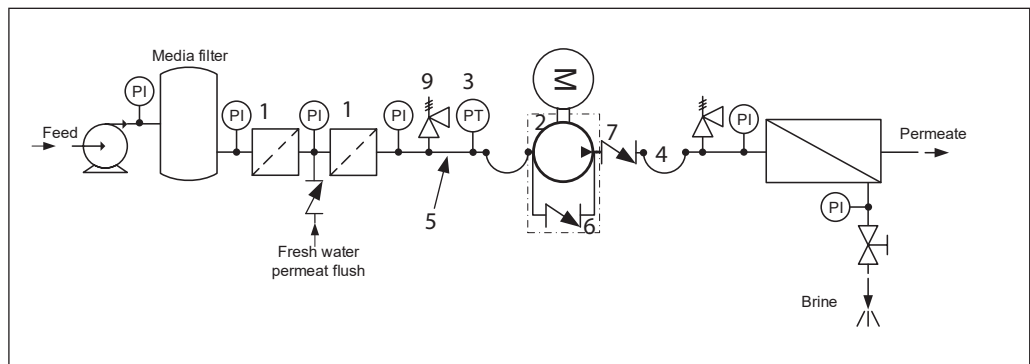 Media filter
PI
Feed
PI
1
PI
1
PI
9
3
PT
5
Fresh water
permeat flush
M
2
6
7
4
PI
Permeate
PI
Brine